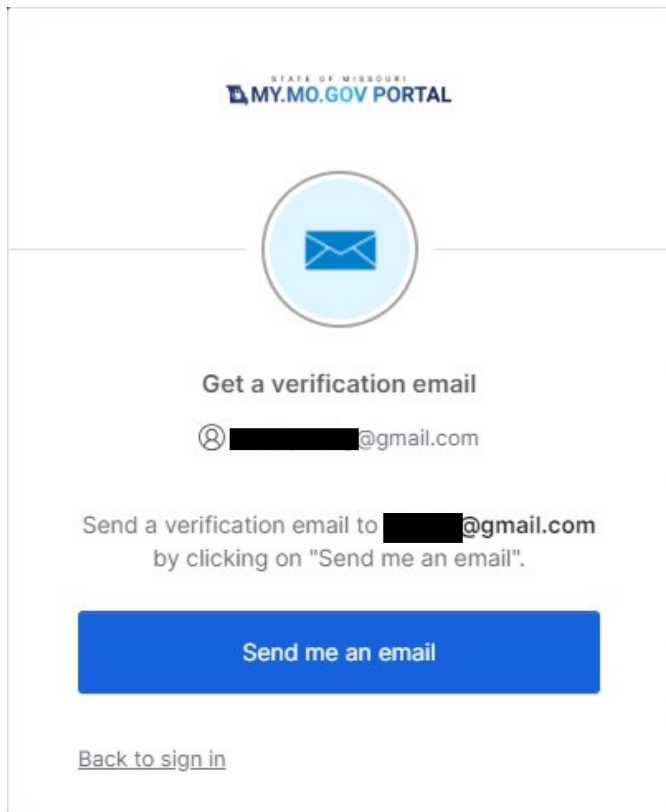 STATE OF MISSOURI
MY.MO.GOV PORTAL
Get a verification email
@gmail.com
Send a verification email to @gmail.com
by clicking on "Send me an email".
Send me an email
Back to sign in